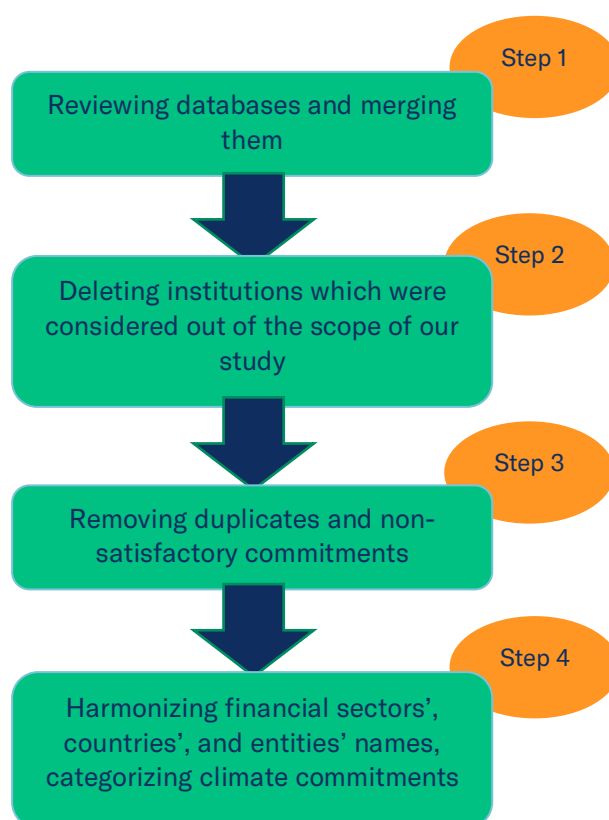 Step 1
Reviewing databases and merging
them
Step 2
Deleting institutions which were
considered out of the scope of our
study
Step 3
Removing duplicates and non-
satisfactory commitments
Step 4
Harmonizing financial sectors’,
countries’, and entities’ names,
categorizing climate commitments